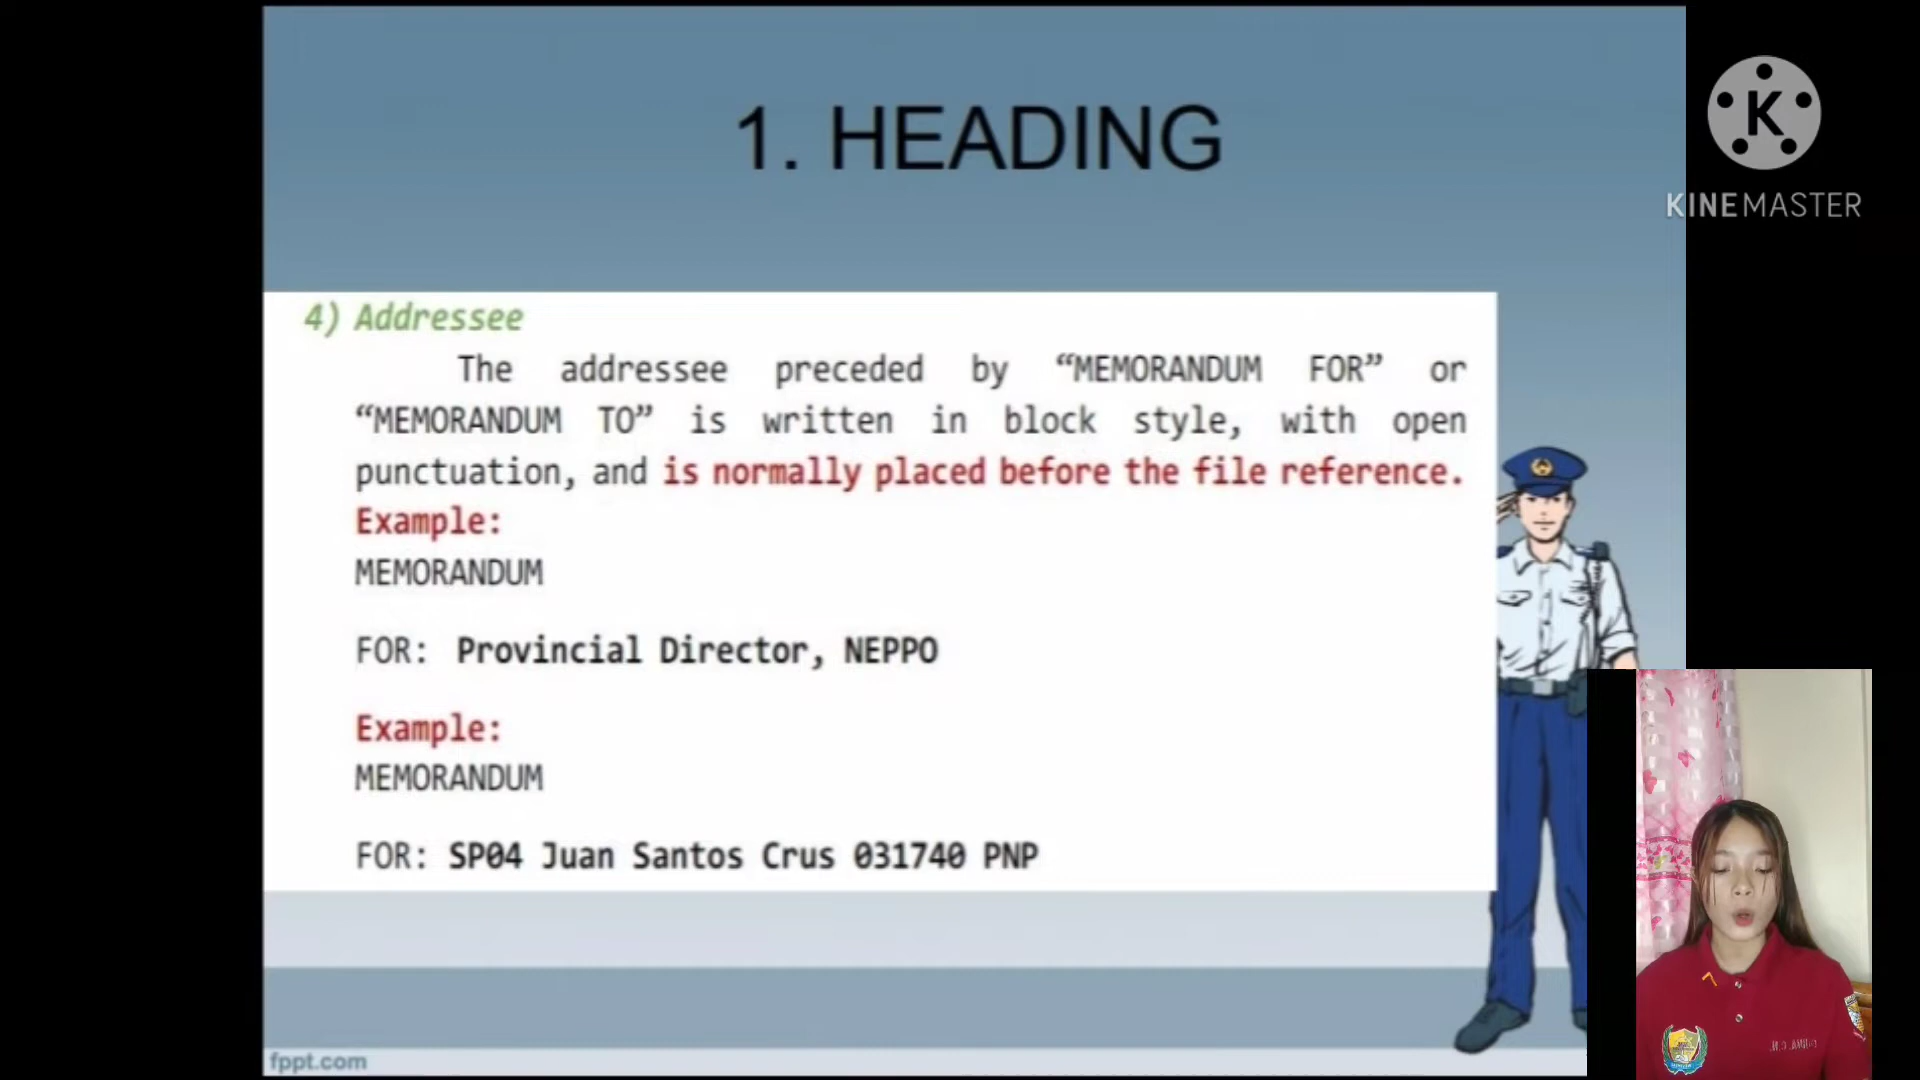 1. HEADING
K
KINEMASTER
4) Addressee
The addressee preceded by “MEMORANDUM FOR” or
“MEMORANDUM TO” is written in block style, with open
punctuation, and is normally placed before the file reference.
Example:
MEMORANDUM
FOR: Provincial Director, NEPPO
Example:
MEMORANDUM
FOR: SP04 Juan Santos Crus 031740 PNP
fppt.com